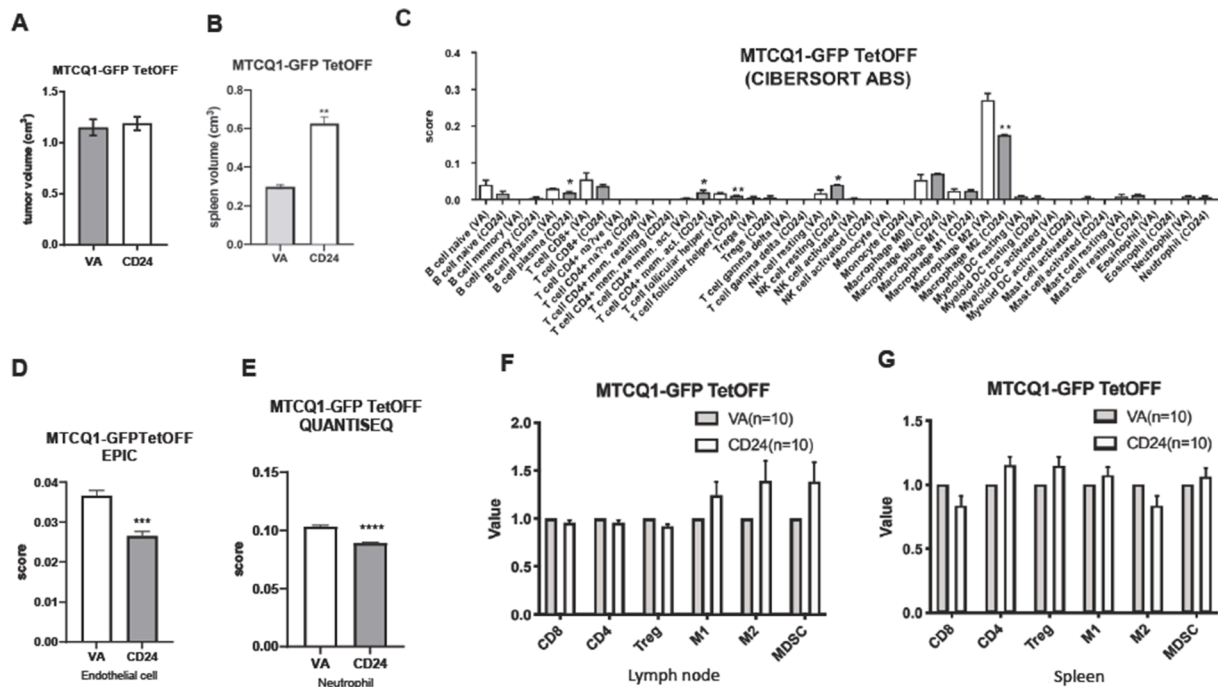 A
MTCQ1-GFP TetOFF
tumor volume (cm³)
1.5
1.0
0.5
0.0
VA
CD24
B
MTCQ1-GFP TetOFF
spleen volume (cm³)
0.8
0.6
0.4
0.2
0.0
**
VA
CD24
C
MTCQ1-GFP TetOFF
(CIBERSORT ABS)
score
0.4
0.3
0.2
0.1
0.0
*
*
**
*
**
B cell naive (VA)
B cell naive (CD24)
B cell memory (VA)
B cell memory (CD24)
B cell plasma (VA)
B cell plasma (CD24)
T cell CD8+ (VA)
T cell CD8+ (CD24)
T cell CD4+ na?ve (VA)
T cell CD4+ na?ve (CD24)
T cell CD4+ mem. resting (VA)
T cell CD4+ mem. resting (CD24)
T cell CD4+ mem. act. (VA)
T cell CD4+ mem. act. (CD24)
T cell follicular helper (VA)
T cell follicular helper (CD24)
Tregs (VA)
Tregs (CD24)
T cell gamma delta (VA)
T cell gamma delta (CD24)
NK cell resting (VA)
NK cell resting (CD24)
NK cell activated (VA)
NK cell activated (CD24)
Monocyte (VA)
Monocyte (CD24)
Macrophage M0 (VA)
Macrophage M0 (CD24)
Macrophage M1 (VA)
Macrophage M1 (CD24)
Macrophage M2 (VA)
Macrophage M2 (CD24)
Myeloid DC resting (VA)
Myeloid DC resting (CD24)
Myeloid DC activated (VA)
Myeloid DC activated (CD24)
Mast cell activated (VA)
Mast cell activated (CD24)
Mast cell resting (VA)
Mast cell resting (CD24)
Eosinophil (VA)
Eosinophil (CD24)
Neutrophil (VA)
Neutrophil (CD24)
D
MTCQ1-GFPTetOFF
EPIC
score
0.04
0.03
0.02
0.01
0.00
***
VA
CD24
Endothelial cell
E
MTCQ1-GFP TetOFF
QUANTISEQ
score
0.15
0.10
0.05
0.00
****
VA
CD24
Neutrophil
F
MTCQ1-GFP TetOFF
VA(n=10)
CD24(n=10)
Value
2.0
1.5
1.0
0.5
0.0
CD8
CD4
Treg
M1
M2
MDSC
Lymph node
G
MTCQ1-GFP TetOFF
VA(n=10)
CD24(n=10)
Value
1.5
1.0
0.5
0.0
CD8
CD4
Treg
M1
M2
MDSC
Spleen